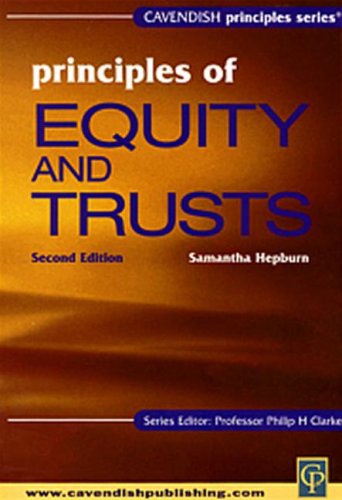 CAVENDISH principles series®
principles of
EQUITY
AND
TRUSTS
Second Edition
Samantha Hepburn
Series Editor: Professor Philip H Clarke
CP
www.cavendishpublishing.com